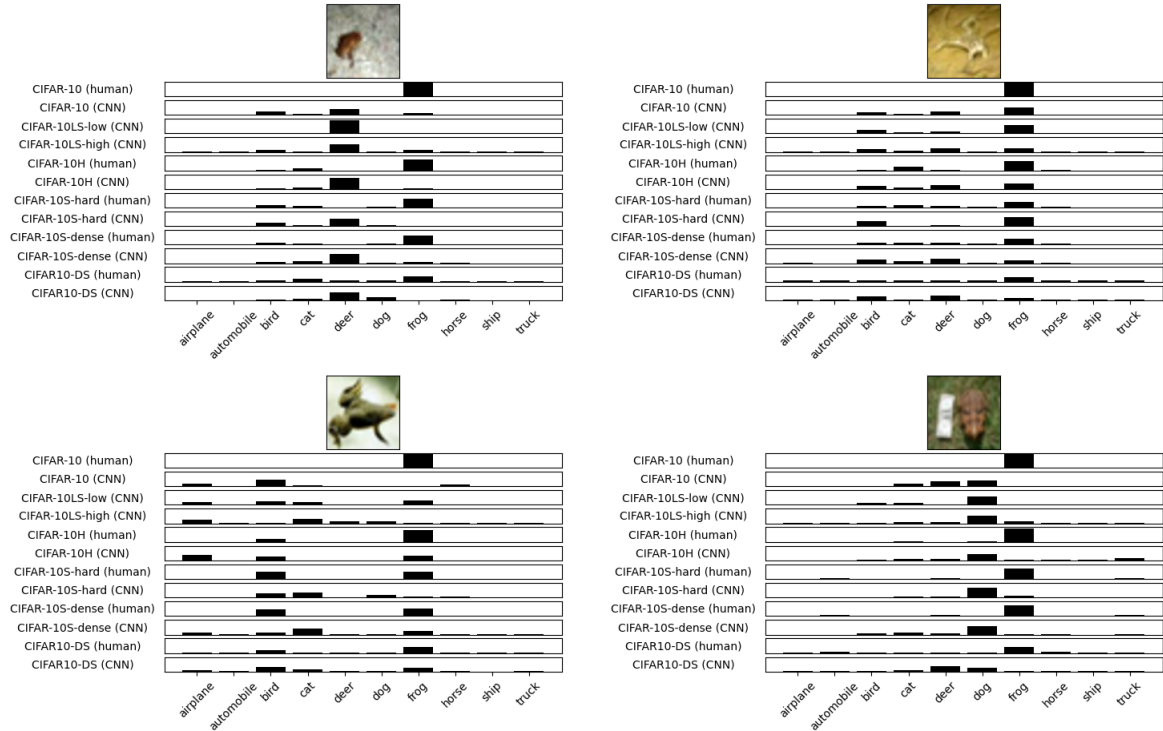 CIFAR-10 (human)
CIFAR-10 (CNN)
CIFAR-10LS-low (CNN)
CIFAR-10LS-high (CNN)
CIFAR-10H (human)
CIFAR-10H (CNN)
CIFAR-10S-hard (human)
CIFAR-10S-hard (CNN)
CIFAR-10S-dense (human)
CIFAR-10S-dense (CNN)
CIFAR10-DS (human)
CIFAR10-DS (CNN)
airplane
automobile
bird
cat
deer
dog
frog
horse
ship
truck
CIFAR-10 (human)
CIFAR-10 (CNN)
CIFAR-10LS-low (CNN)
CIFAR-10LS-high (CNN)
CIFAR-10H (human)
CIFAR-10H (CNN)
CIFAR-10S-hard (human)
CIFAR-10S-hard (CNN)
CIFAR-10S-dense (human)
CIFAR-10S-dense (CNN)
CIFAR10-DS (human)
CIFAR10-DS (CNN)
airplane
automobile
bird
cat
deer
dog
frog
horse
ship
truck
CIFAR-10 (human)
CIFAR-10 (CNN)
CIFAR-10LS-low (CNN)
CIFAR-10LS-high (CNN)
CIFAR-10H (human)
CIFAR-10H (CNN)
CIFAR-10S-hard (human)
CIFAR-10S-hard (CNN)
CIFAR-10S-dense (human)
CIFAR-10S-dense (CNN)
CIFAR10-DS (human)
CIFAR10-DS (CNN)
airplane
automobile
bird
cat
deer
dog
frog
horse
ship
truck
CIFAR-10 (human)
CIFAR-10 (CNN)
CIFAR-10LS-low (CNN)
CIFAR-10LS-high (CNN)
CIFAR-10H (human)
CIFAR-10H (CNN)
CIFAR-10S-hard (human)
CIFAR-10S-hard (CNN)
CIFAR-10S-dense (human)
CIFAR-10S-dense (CNN)
CIFAR10-DS (human)
CIFAR10-DS (CNN)
airplane
automobile
bird
cat
deer
dog
frog
horse
ship
truck